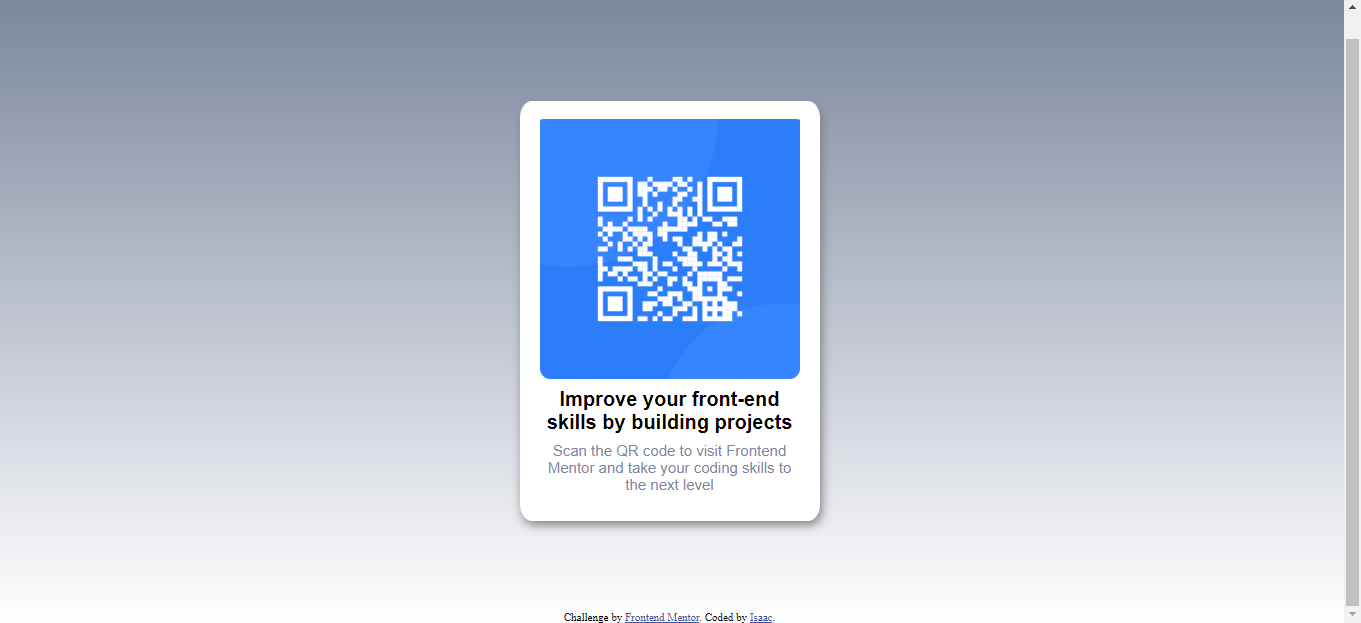 Improve your front-end
skills by building projects
Scan the QR code to visit Frontend
Mentor and take your coding skills to
the next level
Challenge by Frontend Mentor. Coded by Isaac.